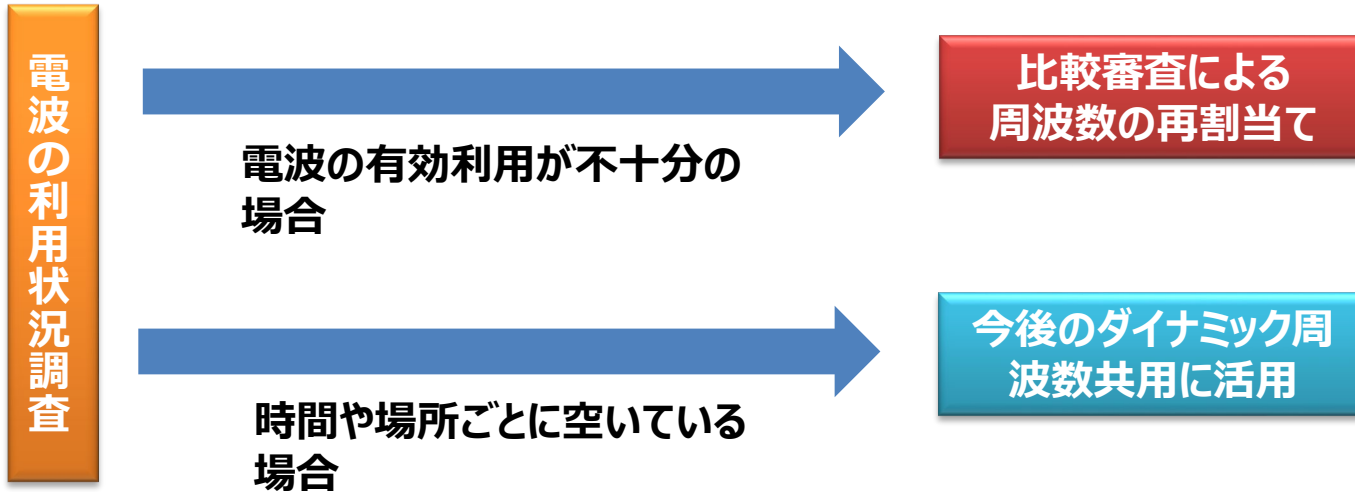 電波の利用状況調査
電波の有効利用が不十分の
場合
比較審査による
周波数の再割当て
時間や場所ごとに空いている
場合
今後のダイナミック周
波数共用に活用